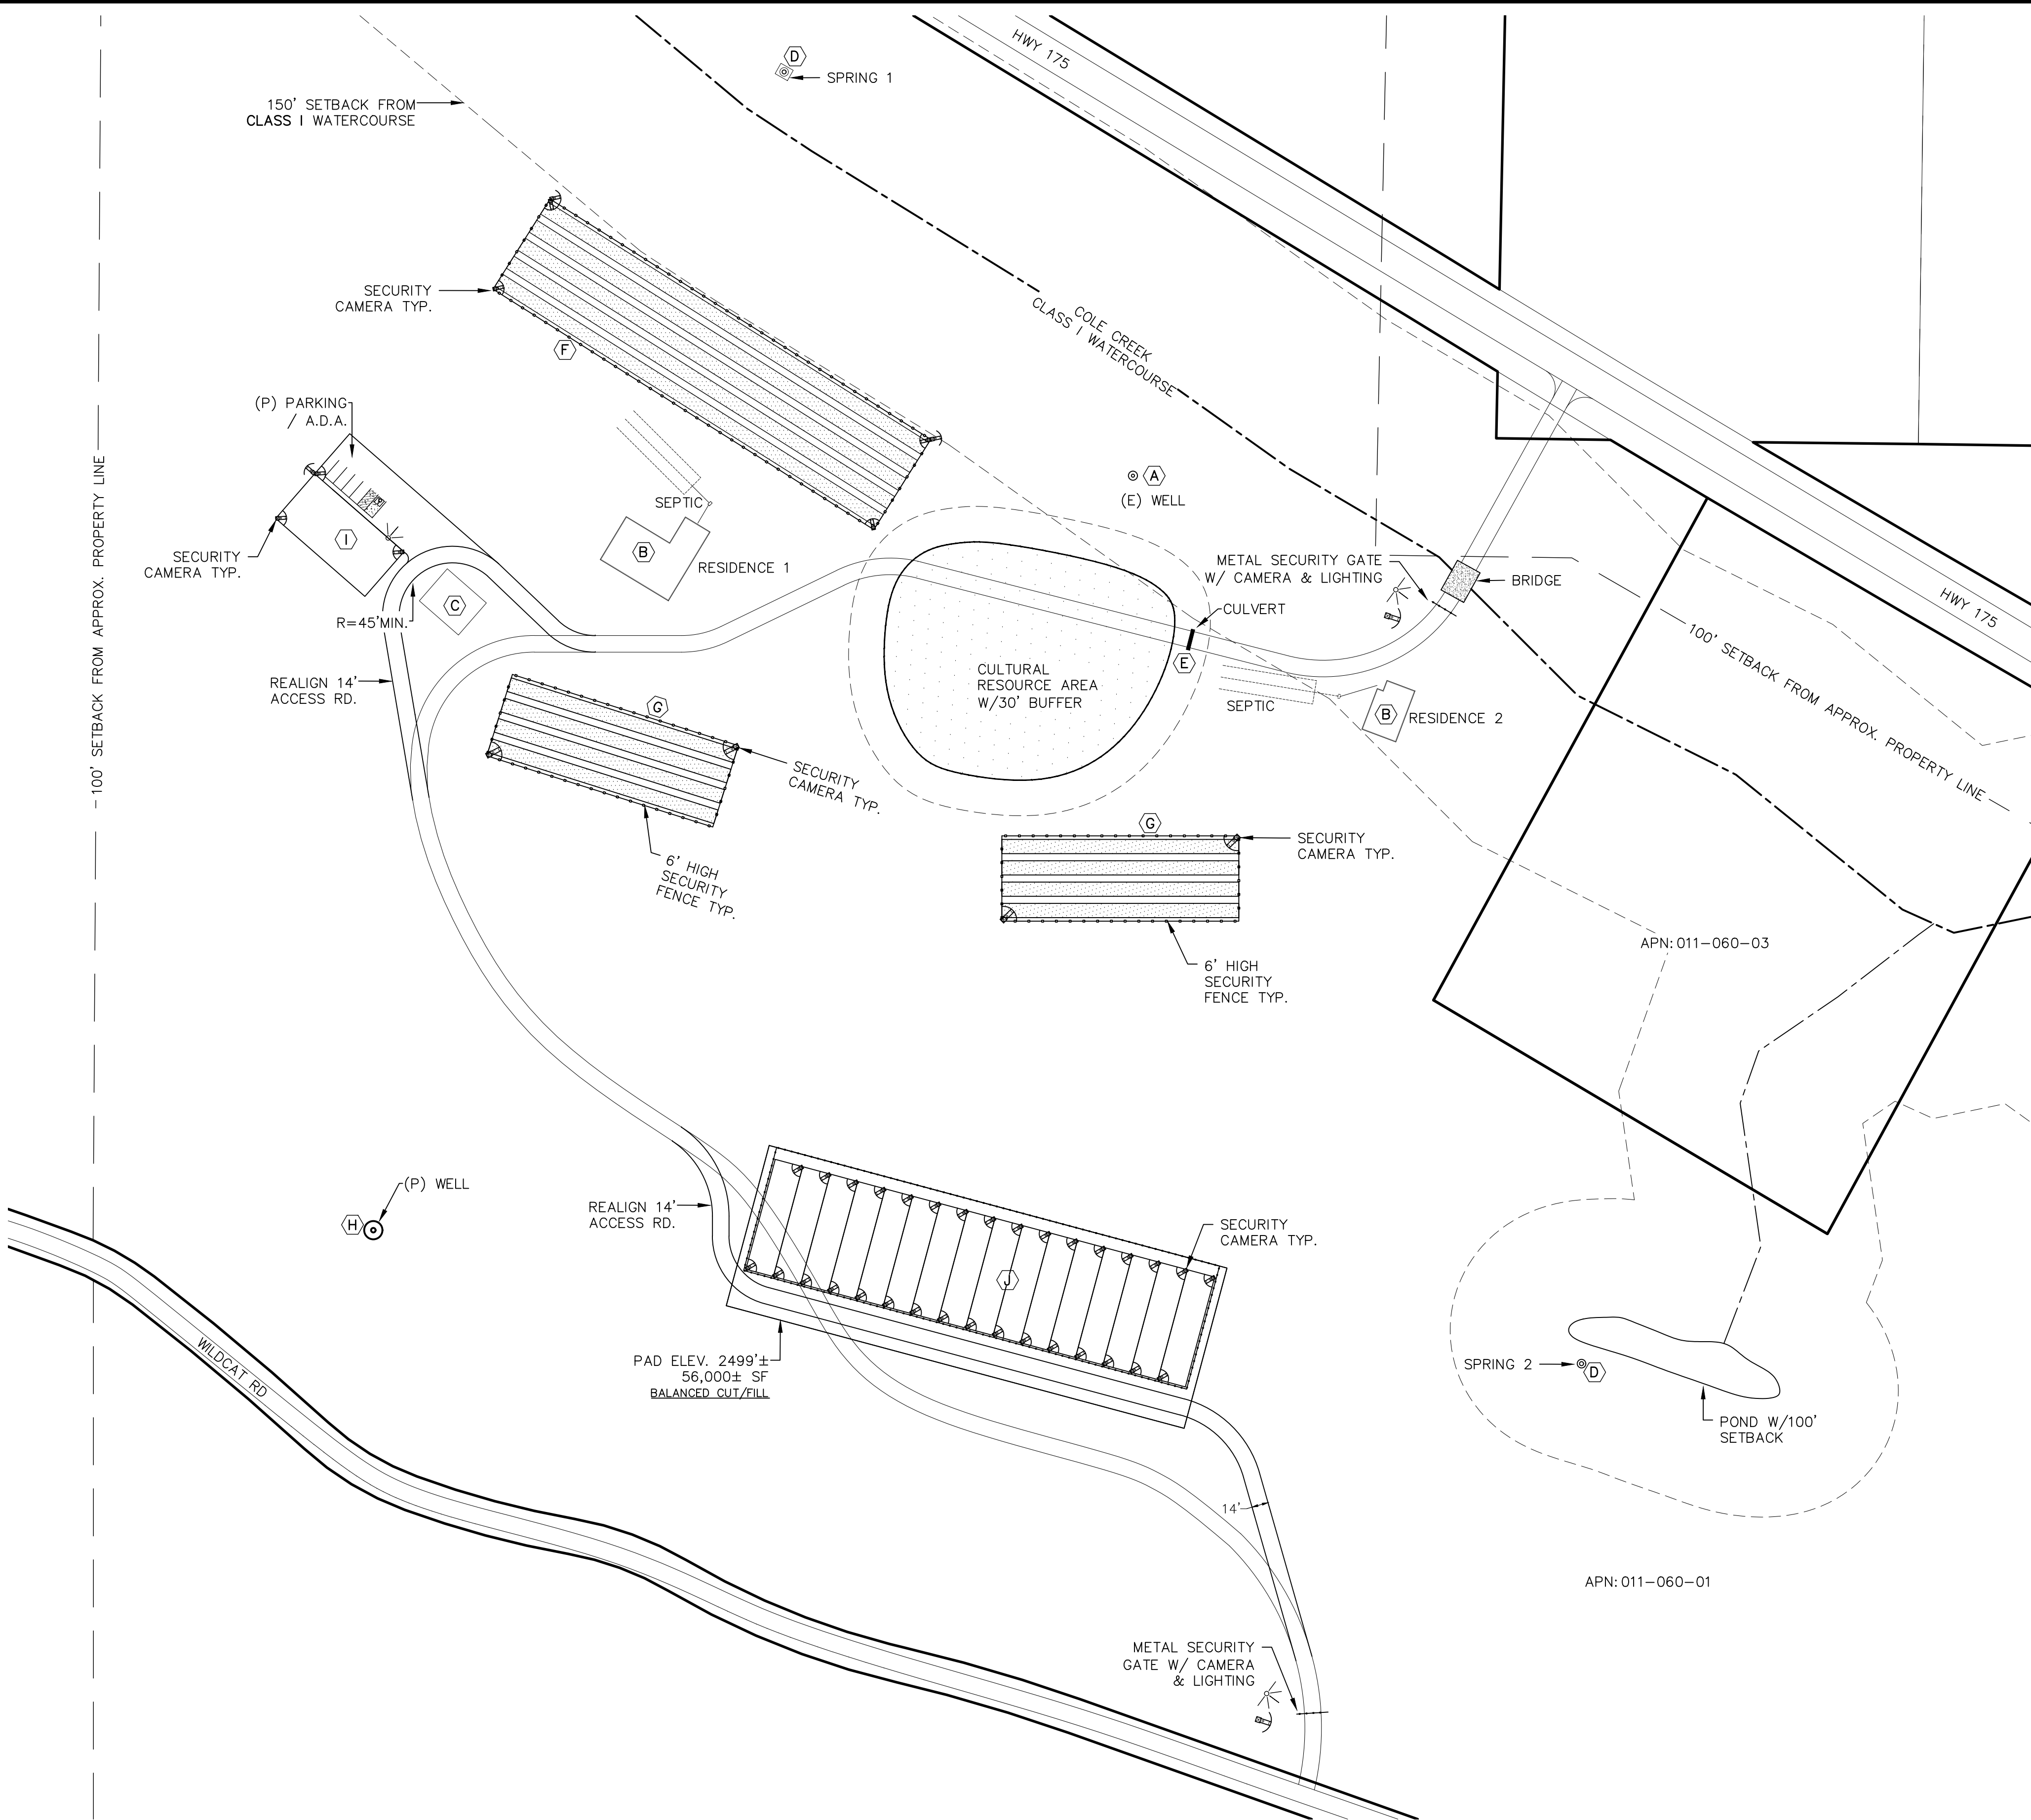 HWY 175
D
SPRING 1
150' SETBACK FROM
CLASS I WATERCOURSE
SECURITY
CAMERA TYP.
F
COLE CREEK
CLASS I WATERCOURSE
(P) PARKING
/ A.D.A.
100' SETBACK FROM APPROX. PROPERTY LINE
A
(E) WELL
SEPTIC
B
RESIDENCE 1
I
SECURITY
CAMERA TYP.
C
R=45'MIN.
METAL SECURITY GATE
W/ CAMERA & LIGHTING
BRIDGE
CULVERT
E
HWY 175
100' SETBACK FROM APPROX. PROPERTY LINE
REALIGN 14'
ACCESS RD.
CULTURAL
RESOURCE AREA
W/30' BUFFER
SEPTIC
B
RESIDENCE 2
G
SECURITY
CAMERA TYP.
6' HIGH
SECURITY
FENCE TYP.
G
SECURITY
CAMERA TYP.
6' HIGH
SECURITY
FENCE TYP.
APN: 011-060-03
(P) WELL
H
REALIGN 14'
ACCESS RD.
SECURITY
CAMERA TYP.
J
WILDCAT RD
PAD ELEV. 2499'±
56,000± SF
BALANCED CUT/FILL
SPRING 2
D
POND W/100'
SETBACK
14'
APN: 011-060-01
METAL SECURITY
GATE W/ CAMERA
& LIGHTING